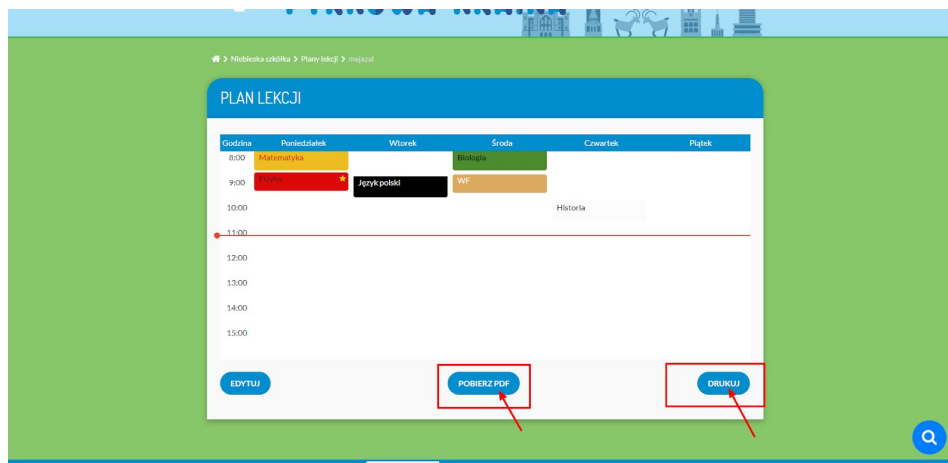 Niebieska szkółka > Plany lekcji > majazal
PLAN LEKCJI
Godzina Poniedziałek Wtorek Środa Czwartek Piątek
8:00 Matematyka Biologia
9:00 Fizyka Język polski WF
10:00 Historia
11:00
12:00
13:00
14:00
15:00
EDYTUJ POBIERZ PDF DRUKUJ